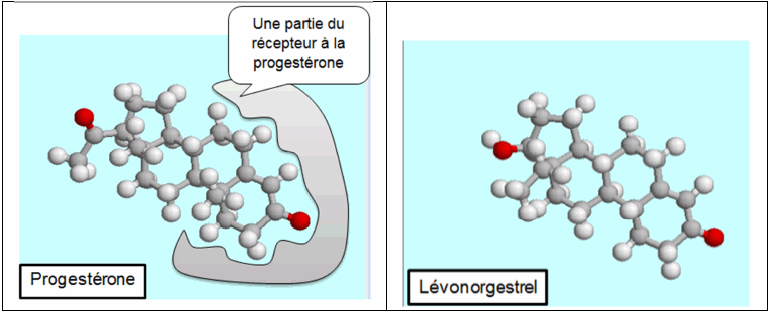 Une partie du
récepteur à la
progestérone
Progestérone
Lévonorgestrel